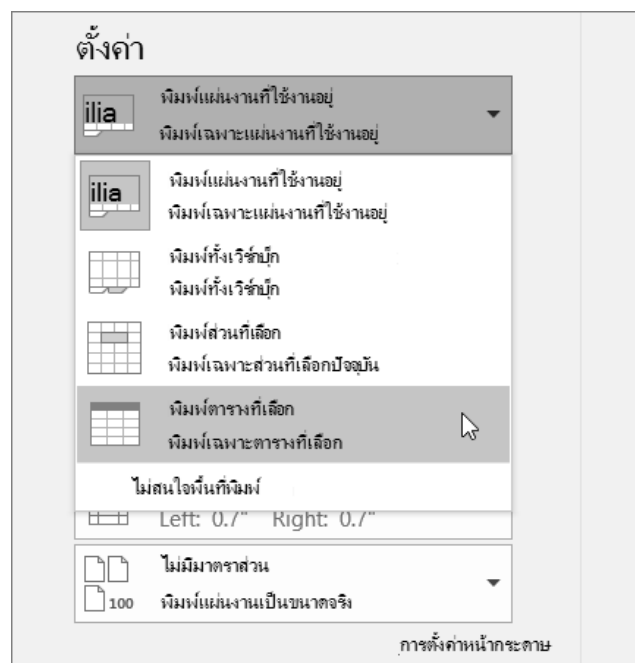 ตั้งค่า
ilia
พิมพ์แผ่นงานที่ใช้งานอยู่
พิมพ์เฉพาะแผ่นงานที่ใช้งานอยู่
ilia
พิมพ์แผ่นงานที่ใช้งานอยู่
พิมพ์เฉพาะแผ่นงานที่ใช้งานอยู่
พิมพ์ทั้งเวิร์กบุ๊ก
พิมพ์ทั้งเวิร์กบุ๊ก
พิมพ์ส่วนที่เลือก
พิมพ์เฉพาะส่วนที่เลือกปัจจุบัน
พิมพ์ตารางที่เลือก
พิมพ์เฉพาะตารางที่เลือก
ไม่สนใจพื้นที่พิมพ์
Left: 0.7" Right: 0.7"
ไม่มีมาตราส่วน
100 พิมพ์แผ่นงานเป็นขนาดจริง
การตั้งค่าหน้ากระดาษ